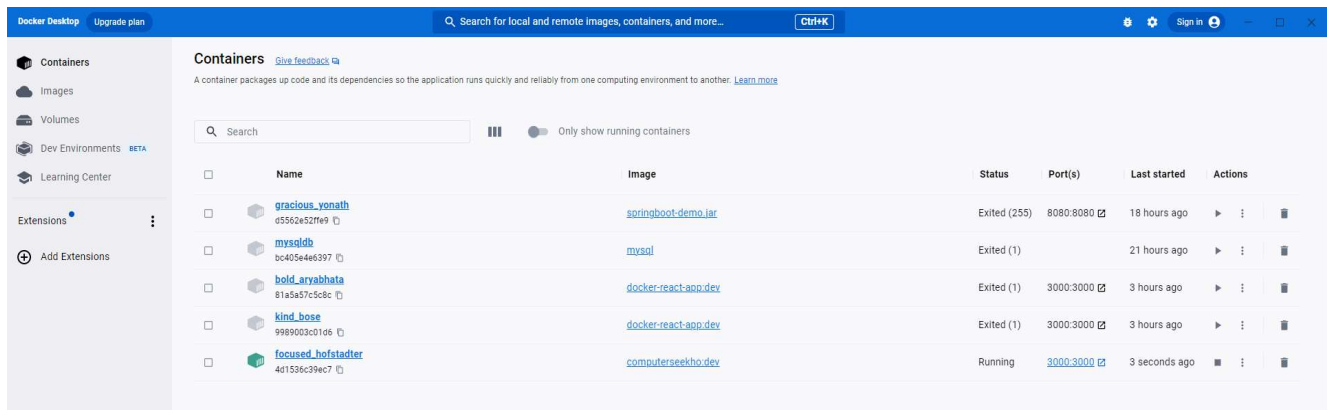 Docker Desktop Upgrade plan Search for local and remote images, containers, and more... Ctrl+K Sign in
Containers
Images
Volumes
Dev Environments BETA
Learning Center
Extensions
Add Extensions
Containers Give feedback
A container packages up code and its dependencies so the application runs quickly and reliably from one computing environment to another. Learn more
Search Only show running containers
Name Image Status Port(s) Last started Actions
gracious_yonath springboot-demo.jar Exited (255) 8080:8080 18 hours ago
d5562e52ffe9
mysqldb mysql Exited (1) 21 hours ago
bc405e4e6397
bold_aryabhata docker-react-app:dev Exited (1) 3000:3000 3 hours ago
81a5a57c5c8c
kind_bose docker-react-app:dev Exited (1) 3000:3000 3 hours ago
9989003c01d6
focused_hofstadter computerseekho:dev Running 3000:3000 3 seconds ago
4d1536c39ec7